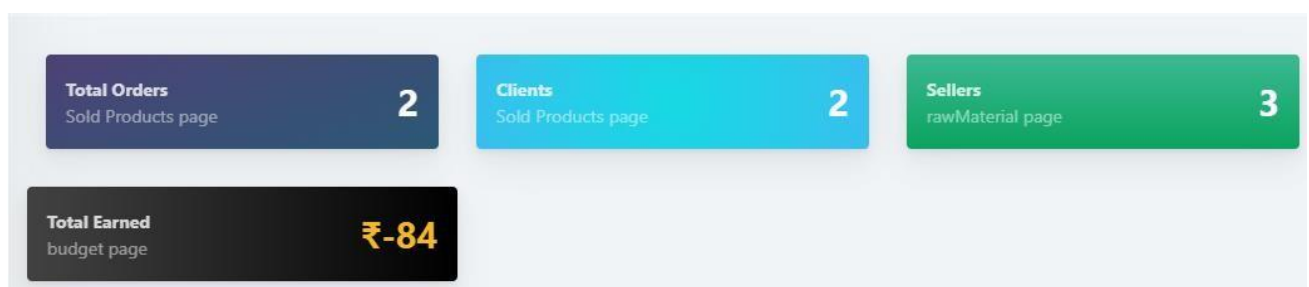 Total Orders
Sold Products page
2
Clients
Sold Products page
2
Sellers
rawMaterial page
3
Total Earned
budget page
₹-84